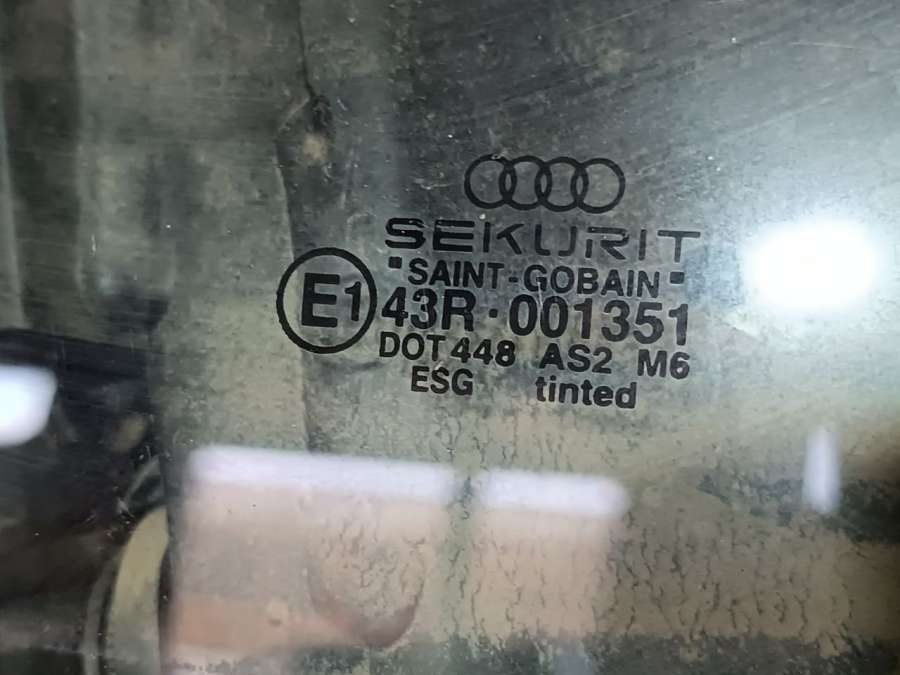 SEKURIT
"SAINT-GOBAIN"
E1 43R·001351
DOT 448 AS2 M6
ESG tinted